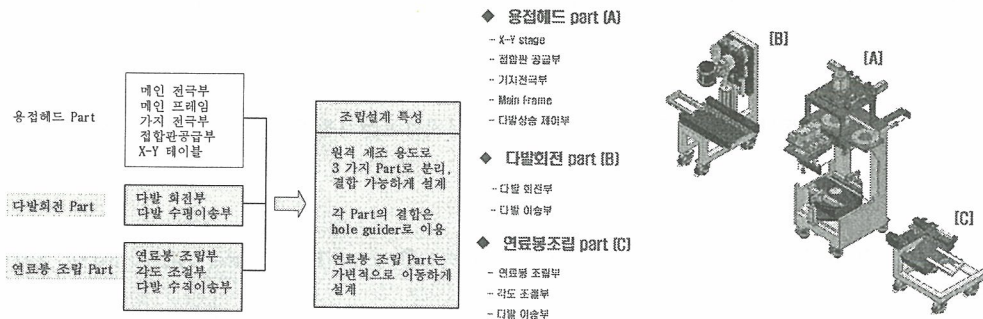 용접헤드 Part
메인 전극부
메인 프레임
가지 전극부
접합판공급부
X-Y 테이블
다발회전 Part
다발 회전부
다발 수평이송부
연료봉 조립 Part
연료봉 조립부
각도 조절부
다발 수직이송부
조립설계 특성
원격 제조 용도로
3 가지 Part로 분리,
결합 가능하게 설계
각 Part의 결합은
hole guider로 이용
연료봉 조립 Part는
가변적으로 이동하게
설계
◆ 용접헤드 part (A)
- X-Y stage
- 접합판 공급부
- 가지전극부
- Main Frame
- 다발상승 제어부
◆ 다발회전 part (B)
- 다발 회전부
- 다발 이송부
◆ 연료봉조립 part (C)
- 연료봉 조립부
- 각도 조절부
- 다발 이송부
[B]
[A]
[C]